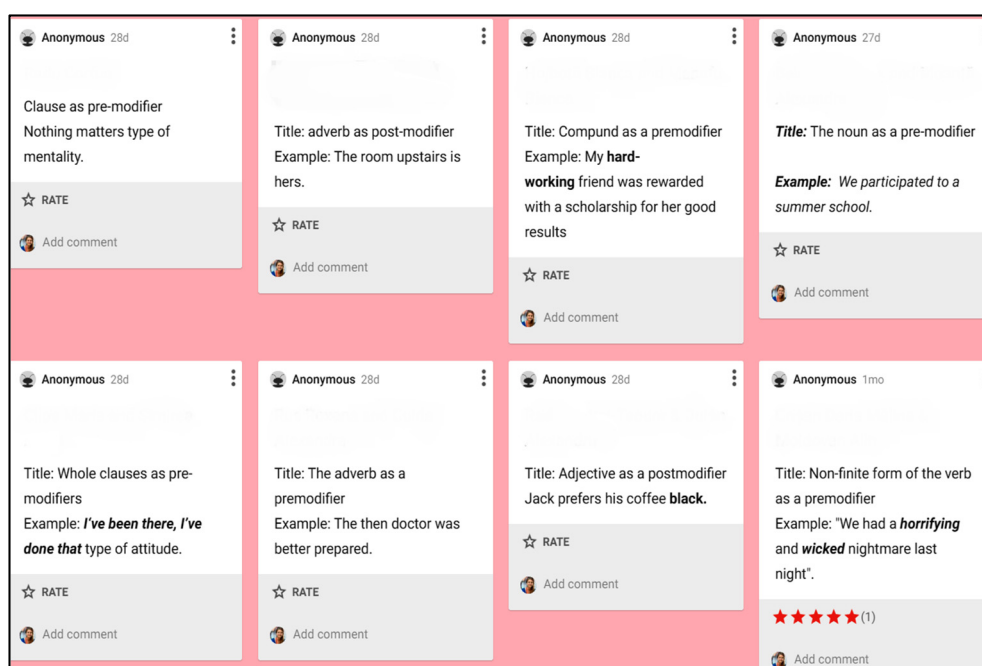 Anonymous 28d
Clause as pre-modifier
Nothing matters type of
mentality.
RATE
Add comment
Anonymous 28d
Title: adverb as post-modifier
Example: The room upstairs is
hers.
RATE
Add comment
Anonymous 28d
Title: Compund as a premodifier
Example: My hard-
working friend was rewarded
with a scholarship for her good
results
RATE
Add comment
Anonymous 27d
Title: The noun as a pre-modifier
Example: We participated to a
summer school.
RATE
Add comment
Anonymous 28d
Title: Whole clauses as pre-
modifiers
Example: I've been there, I've
done that type of attitude.
RATE
Add comment
Anonymous 28d
Title: The adverb as a
premodifier
Example: The then doctor was
better prepared.
RATE
Add comment
Anonymous 28d
Title: Adjective as a postmodifier
Jack prefers his coffee black.
RATE
Add comment
Anonymous 1mo
Title: Non-finite form of the verb
as a premodifier
Example: "We had a horrifying
and wicked nightmare last
night".
(1)
Add comment